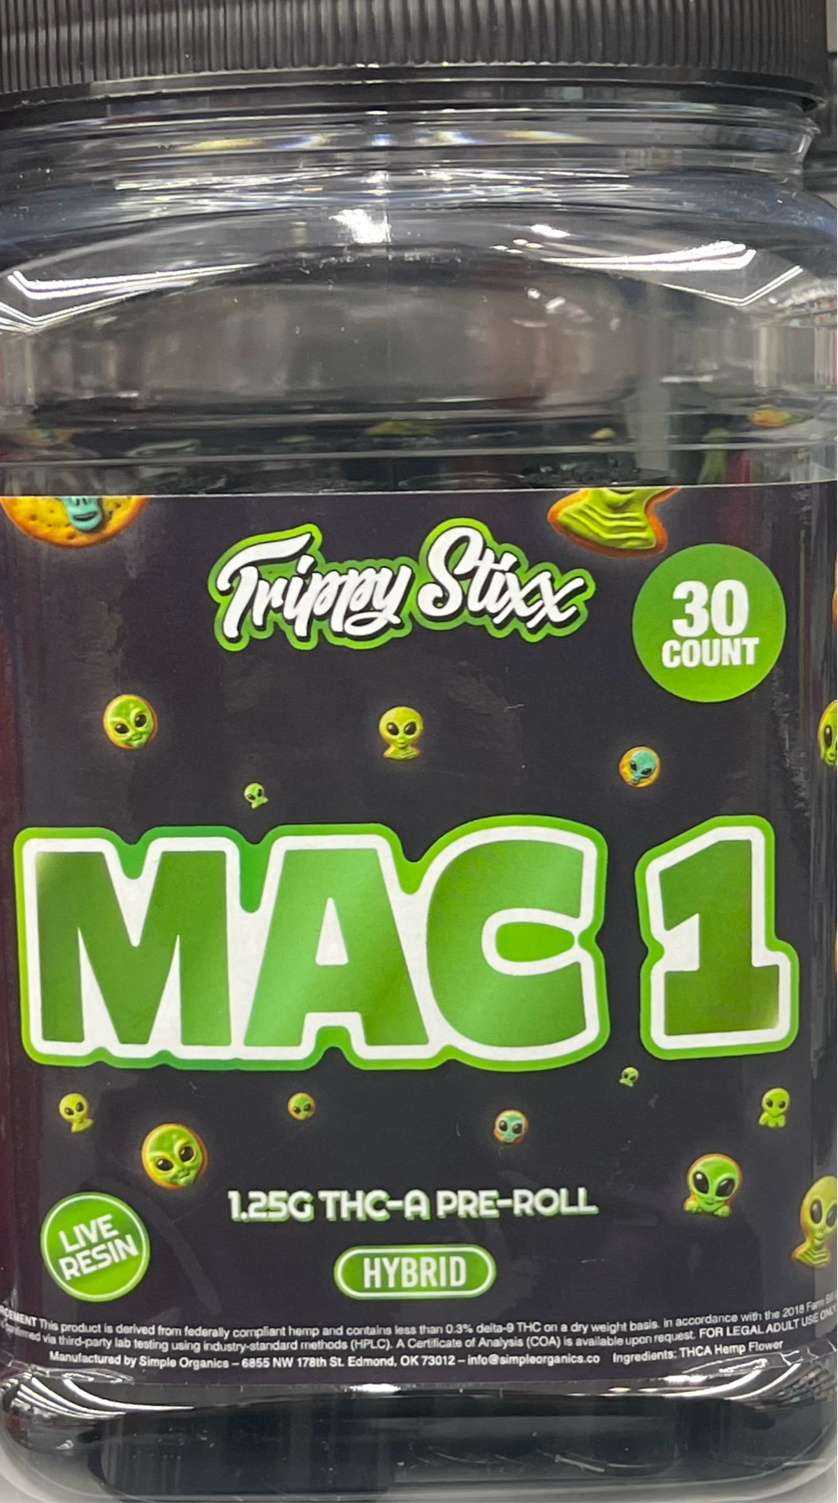 Trippy Stixx
30
COUNT
MAC 1
1.25G THC-A PRE-ROLL
LIVE
RESIN
HYBRID
This product is derived from federally compliant hemp and contains less than 0.3% delta-9 THC on a dry weight basis. in accordance with the 2018 Farm
via third-party lab testing using industry-standard methods (HPLC). A Certificate of Analysis (COA) is available upon request. FOR LEGAL ADULT USE
Manufactured by Simple Organics – 6855 NW 178th St. Edmond, OK 73012 – info@simpleorganics.co Ingredients: THCA Hemp Flower